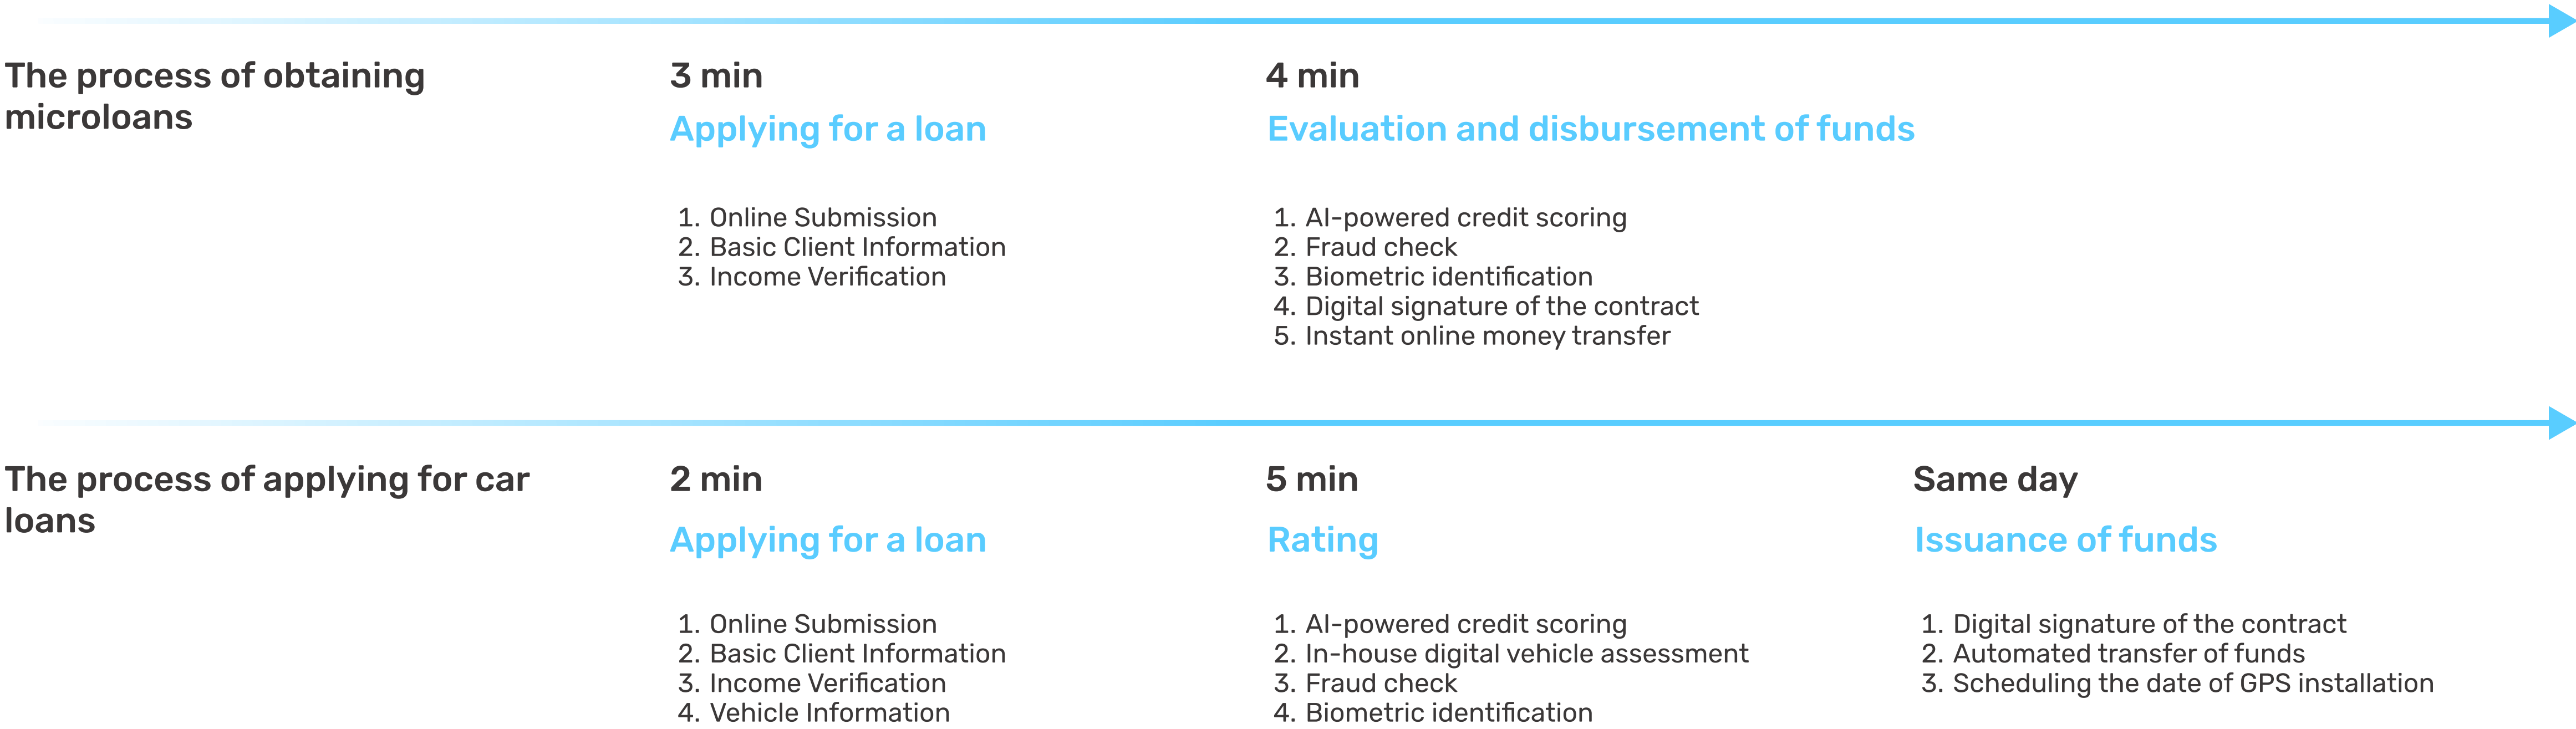 The process of obtaining
microloans
3 min
Applying for a loan
1. Online Submission
2. Basic Client Information
3. Income Verification
4 min
Evaluation and disbursement of funds
1. AI-powered credit scoring
2. Fraud check
3. Biometric identification
4. Digital signature of the contract
5. Instant online money transfer
The process of applying for car
loans
2 min
Applying for a loan
1. Online Submission
2. Basic Client Information
3. Income Verification
4. Vehicle Information
5 min
Rating
1. AI-powered credit scoring
2. In-house digital vehicle assessment
3. Fraud check
4. Biometric identification
Same day
Issuance of funds
1. Digital signature of the contract
2. Automated transfer of funds
3. Scheduling the date of GPS installation